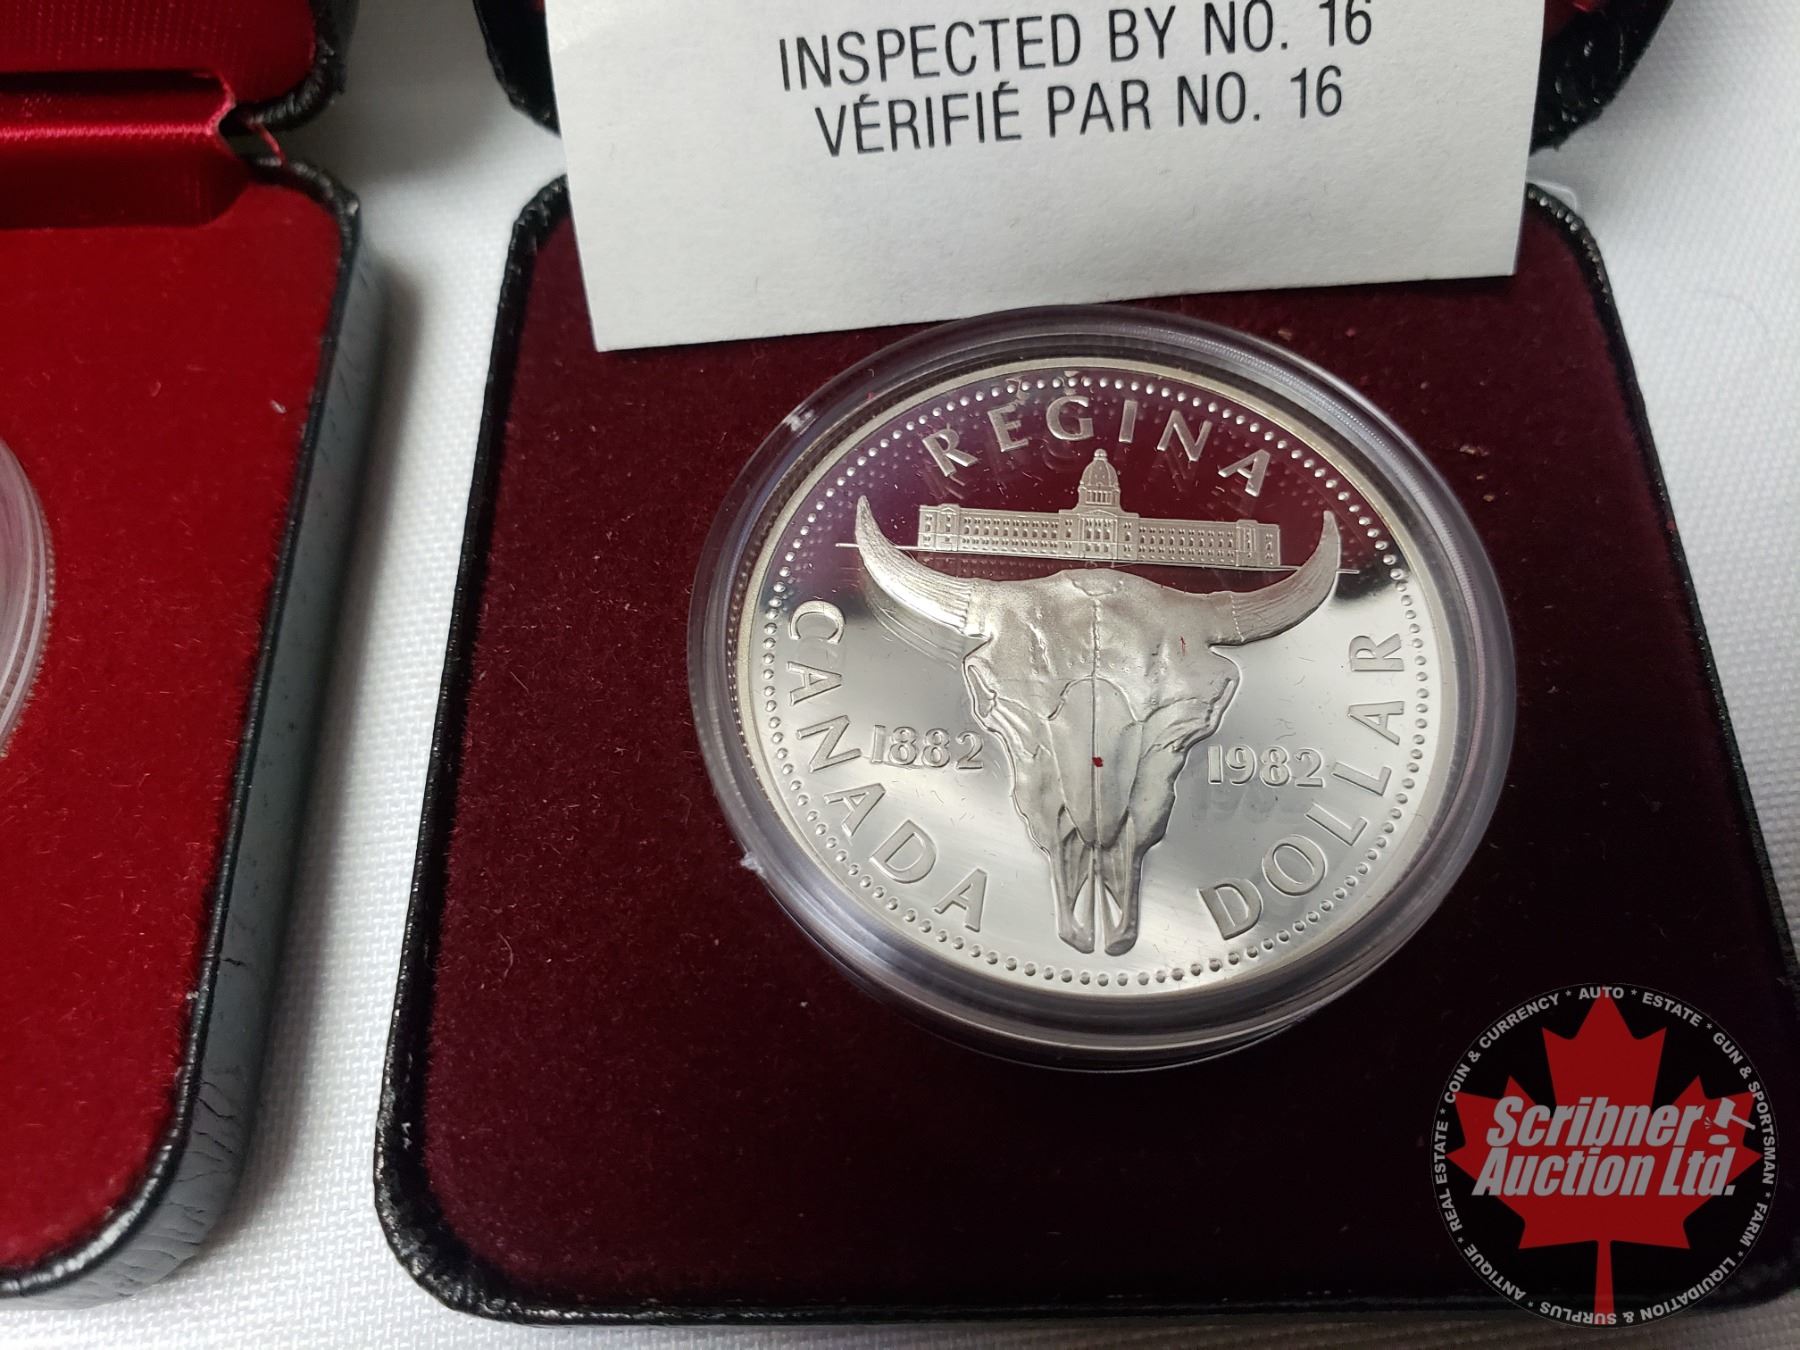 INSPECTED BY NO. 16
VÉRIFIÉ PAR NO. 16
REGINA
CANADA
1882
1982
DOLLAR
Scribner
Auction Ltd.
COIN & CURRENCY * AUTO * ESTATE * GUN & SPORTSMAN * FARM * LIQUIDATION & SURPLUS * ANTIQUE * REAL ESTATE *